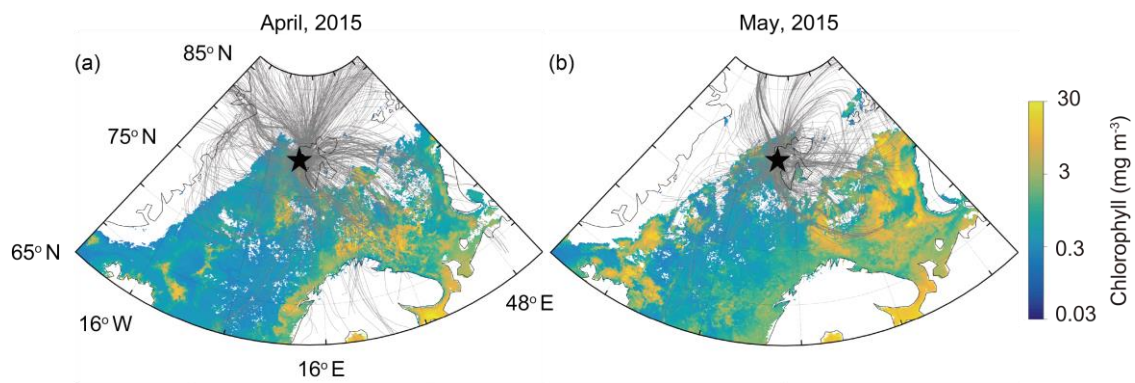 April, 2015
May, 2015
(a)
85° N
75° N
65° N
16° W
16° E
48° E
(b)
30
3
0.3
0.03
Chlorophyll (mg m⁻³)